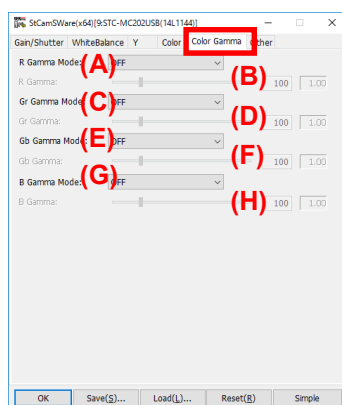 StCamSWare(x64)[9:STC-MC202USB(14L1144)]
Gain/Shutter WhiteBalance Y Color Color Gamma Other
R Gamma Mode: (A) OFF
R Gamma: (B) 100 1.00
Gr Gamma Mode: (C) OFF
Gr Gamma: (D) 100 1.00
Gb Gamma Mode: (E) OFF
Gb Gamma: (F) 100 1.00
B Gamma Mode: (G) OFF
B Gamma: (H) 100 1.00
OK Save(S)... Load(L)... Reset(R) Simple